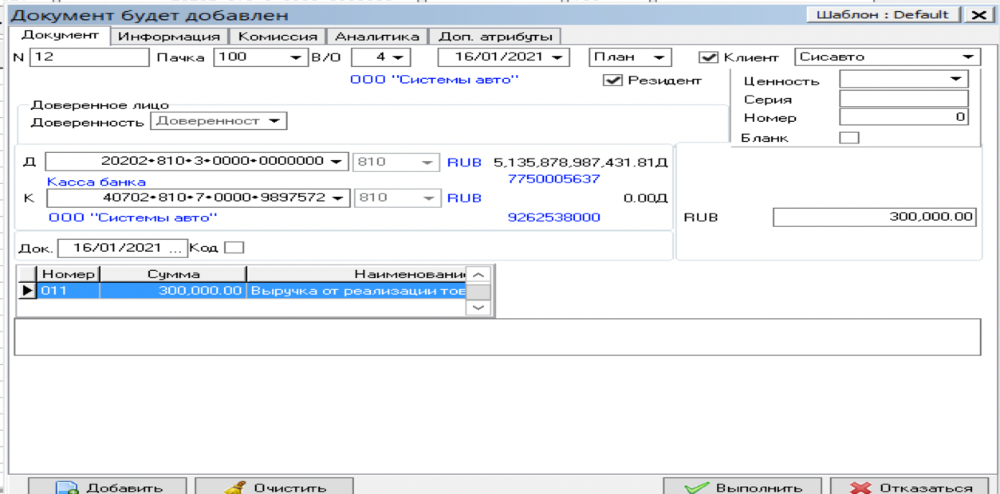 Документ будет добавлен Шаблон : Default
Документ Информация Комиссия Аналитика Доп. атрибуты
N 12 Пачка 100 В/О 4 16/01/2021 План Клиент Сисавто
ООО "Системы авто" Резидент Ценность
Серия
Доверенное лицо
Доверенность Доверенност Номер 0
Бланк
Д 20202*810*3*0000*0000000 810 RUB 5,135,878,987,431.81Д
Касса банка 7750005637
К 40702*810*7*0000*9897572 810 RUB 0.00Д
ООО "Системы авто" 9262538000 RUB 300,000.00
Док. 16/01/2021 ... Код
Номер Сумма Наименовани
011 300,000.00 Выручка от реализации тов
Добавить Очистить Выполнить Отказаться